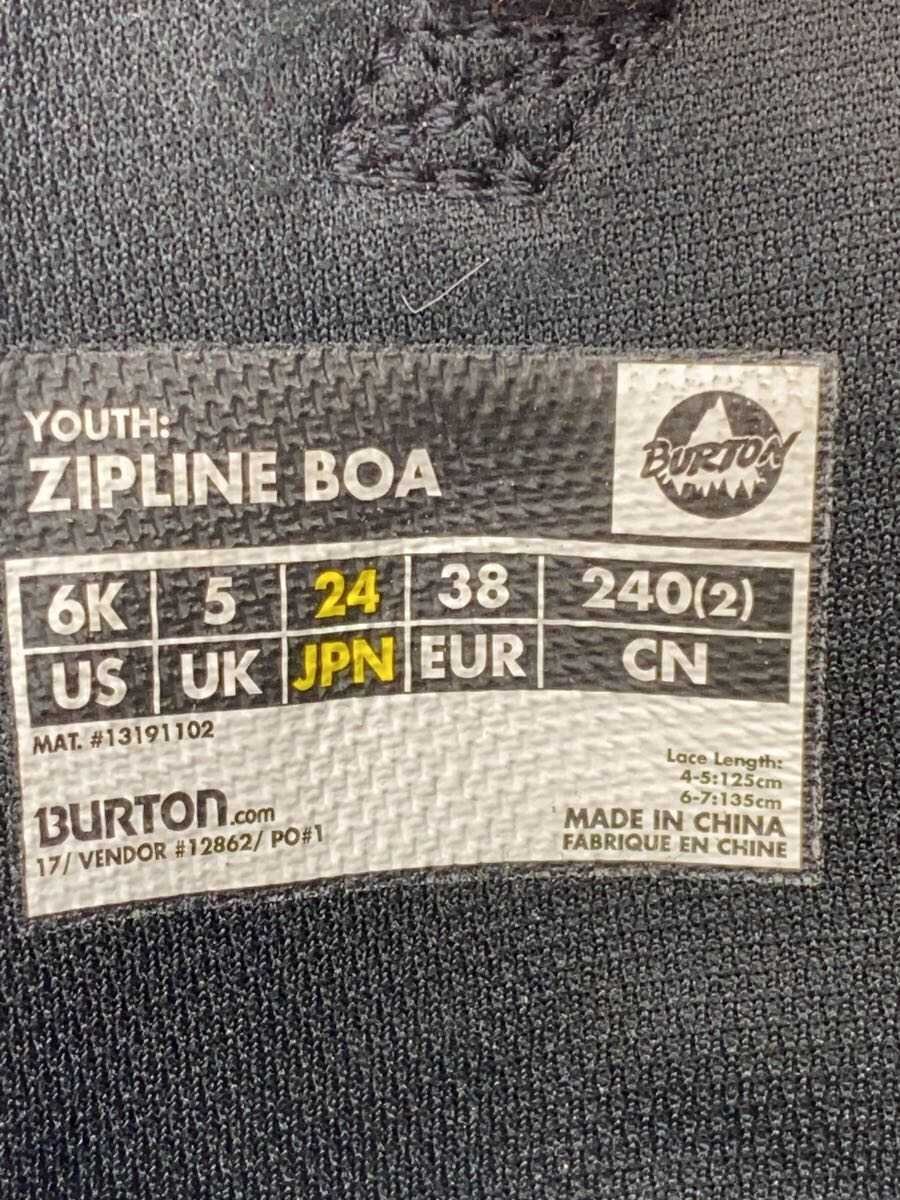 YOUTH:
ZIPLINE BOA
BURTON
6K 5 24 38 240(2)
US UK JPN EUR CN
MAT. #13191102
Lace Length:
4-5:125cm
6-7:135cm
BURTON.com
MADE IN CHINA
17/ VENDOR #12862/ PO#1
FABRIQUE EN CHINE